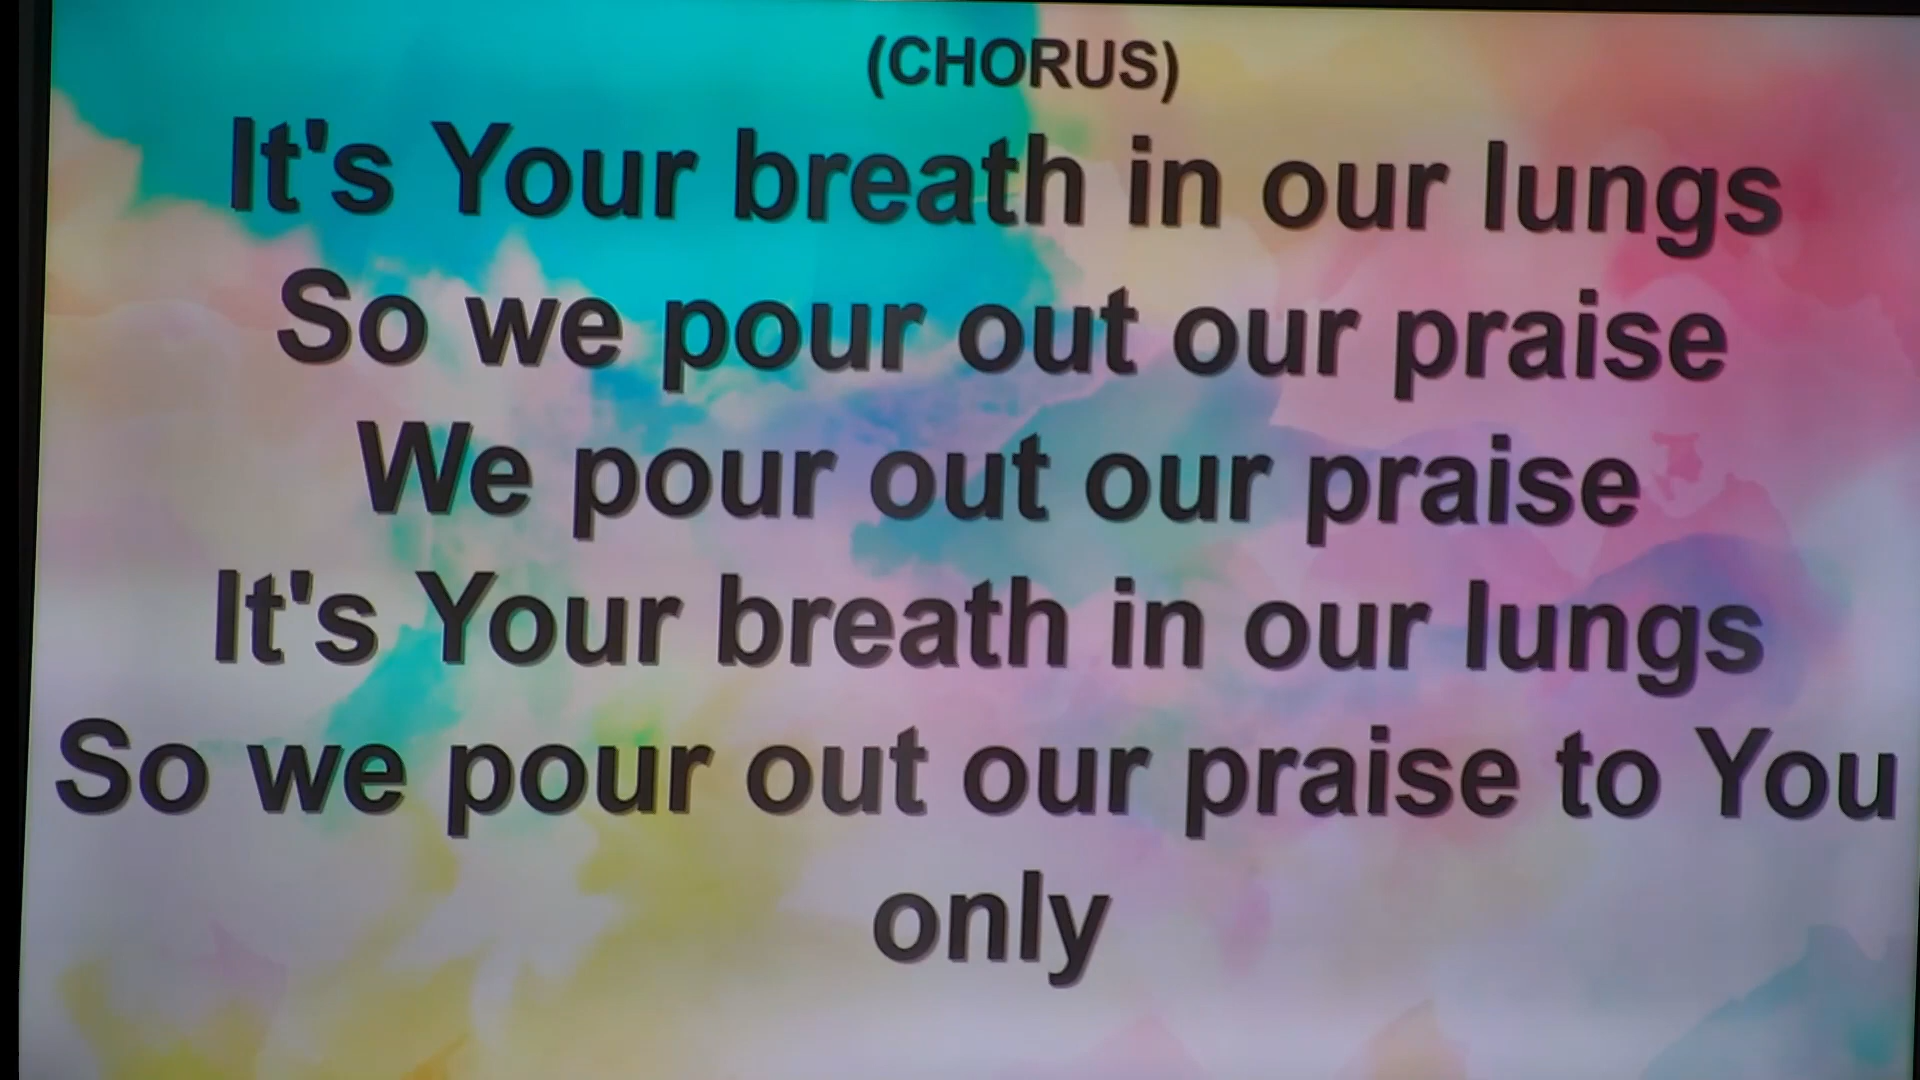 (CHORUS)
It's Your breath in our lungs
So we pour out our praise
We pour out our praise
It's Your breath in our lungs
So we pour out our praise to You
only